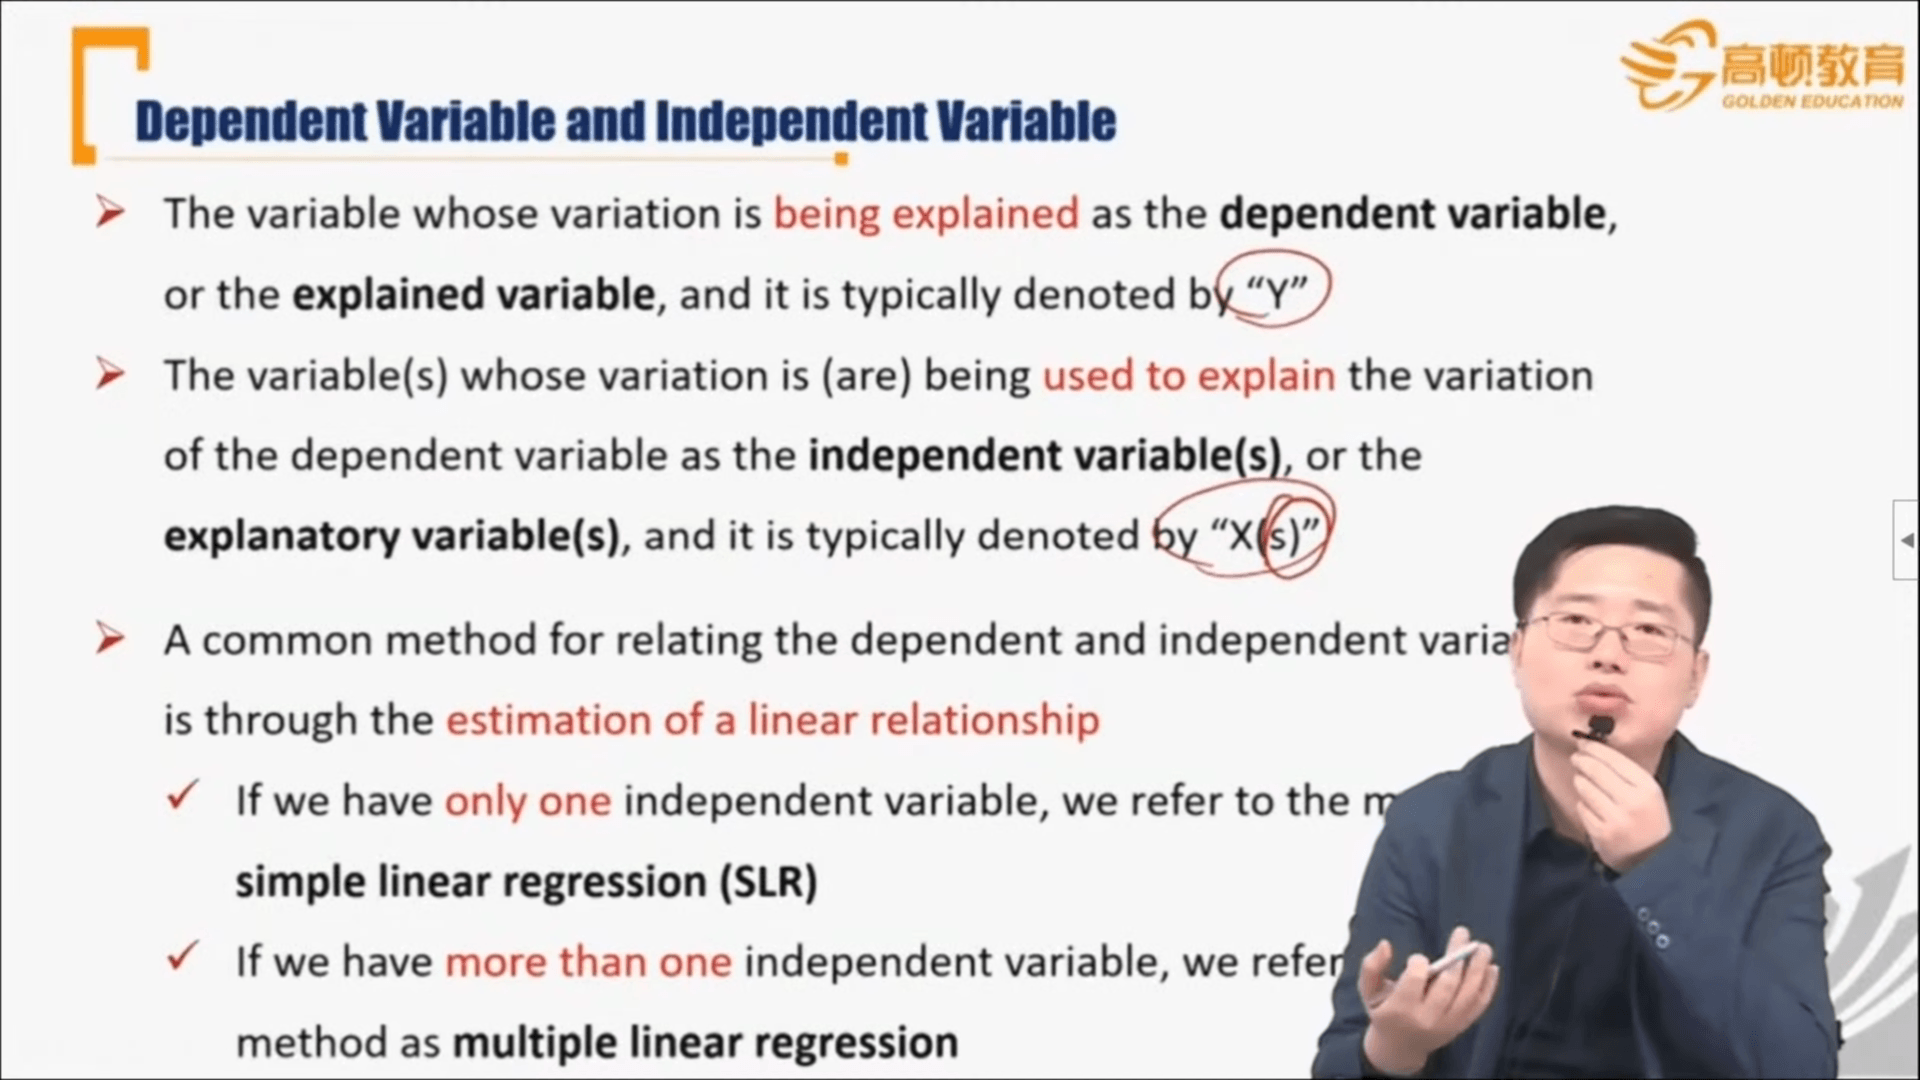 高顿教育
GOLDEN EDUCATION
Dependent Variable and Independent Variable
The variable whose variation is being explained as the dependent variable,
or the explained variable, and it is typically denoted by “Y”
The variable(s) whose variation is (are) being used to explain the variation
of the dependent variable as the independent variable(s), or the
explanatory variable(s), and it is typically denoted by “X(s)”
A common method for relating the dependent and independent varia
is through the estimation of a linear relationship
If we have only one independent variable, we refer to the m
simple linear regression (SLR)
If we have more than one independent variable, we refer
method as multiple linear regression